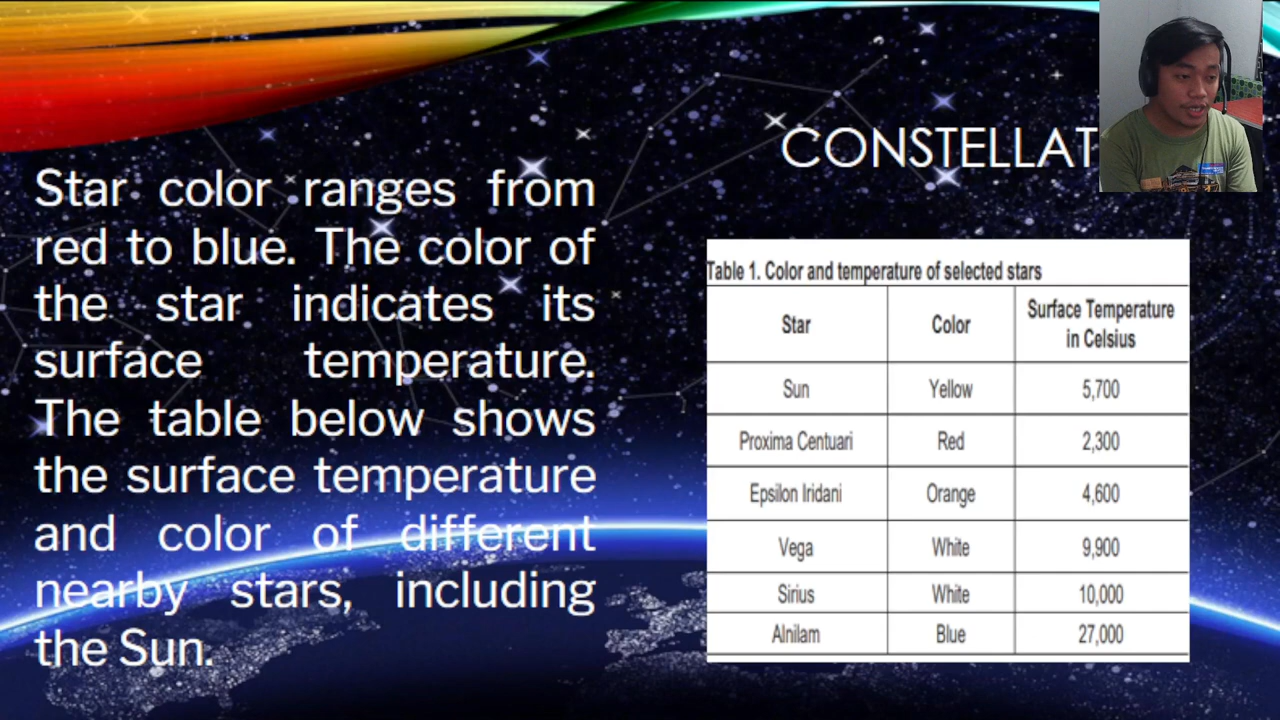 CONSTELLAT
Star color ranges from
red to blue. The color of
the star indicates its
surface temperature.
The table below shows
the surface temperature
and color of different
nearby stars, including
the Sun.
Table 1. Color and temperature of selected stars
Star Color Surface Temperature
in Celsius
Sun Yellow 5,700
Proxima Centuari Red 2,300
Epsilon Iridani Orange 4,600
Vega White 9,900
Sirius White 10,000
Alnilam Blue 27,000